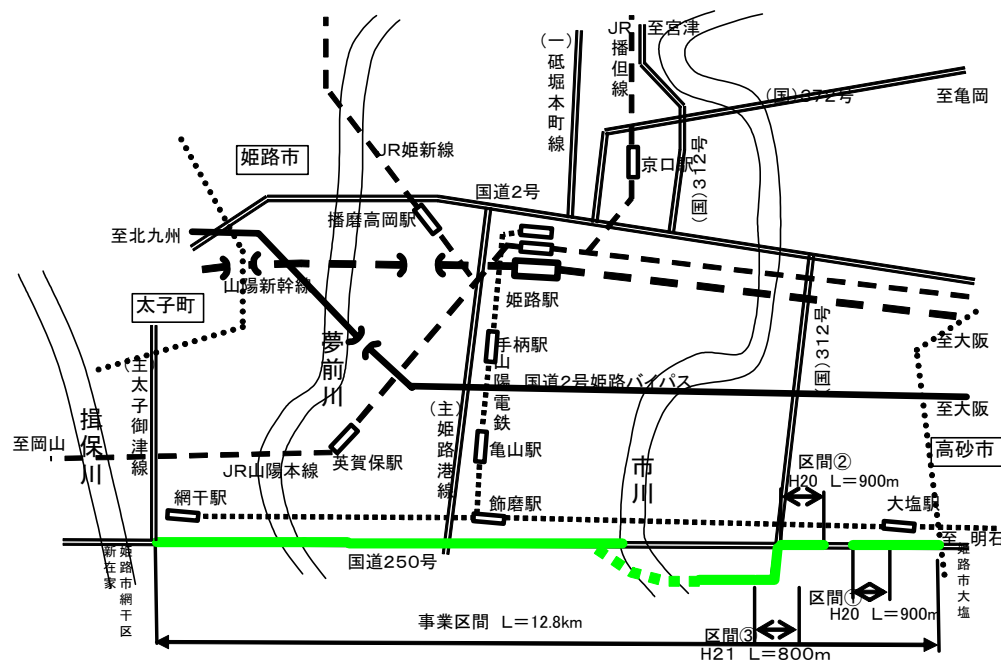 JR
播但線
至宮津
(一)砥堀本町線
(国)372号
至亀岡
姫路市
JR姫新線
京口駅
(国)312号
国道2号
播磨高岡駅
至北九州
山陽新幹線
姫路駅
太子町
(国)312号
至大阪
夢前川
手柄駅
山陽電鉄
国道2号姫路バイパス
至大阪
(主)太子御津線
揖保川
(主)姫路港線
至岡山
JR山陽本線
英賀保駅
亀山駅
市川
高砂市
区間②
H20 L=900m
網干駅
飾磨駅
大塩駅
至 明石
姫路市網干区
新在家
国道250号
姫路市大塩
区間①
H20 L=900m
事業区間 L=12.8km
区間③
H21 L=800m